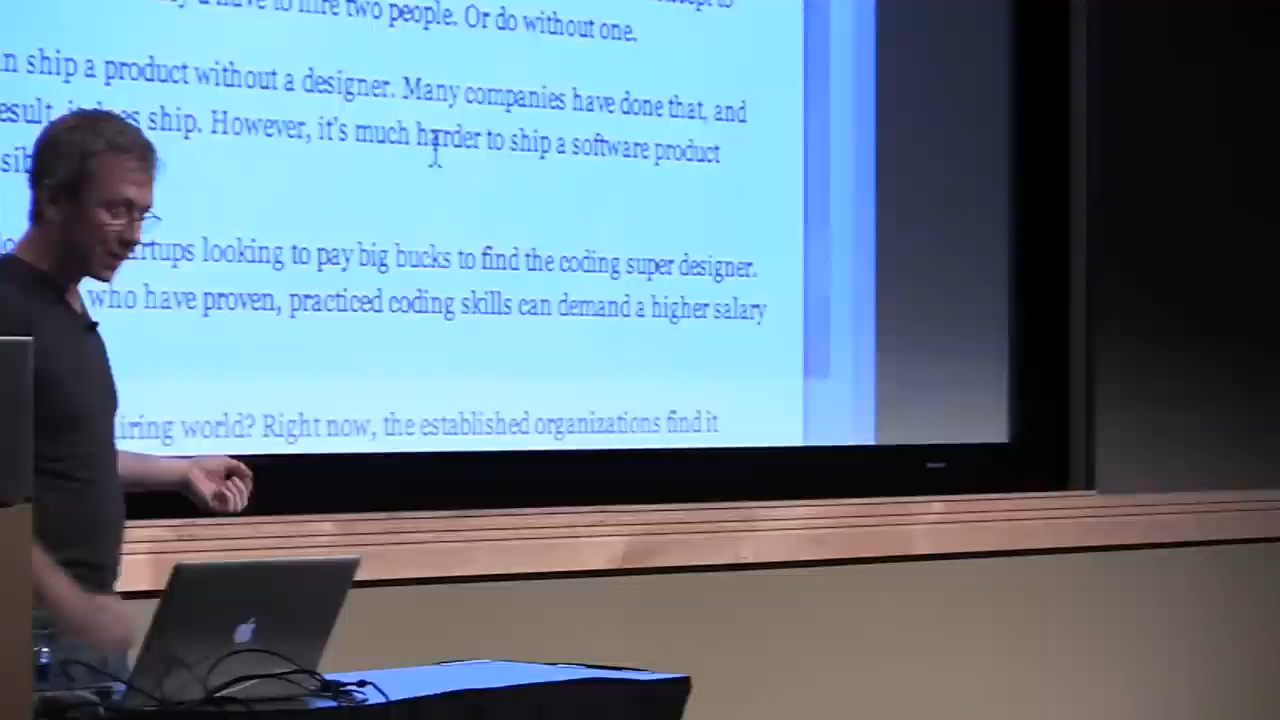 to hire two people. Or do without one.
ship a product without a designer. Many companies have done that, and
ship. However, it's much harder to ship a software product
looking to pay big bucks to find the coding super designer.
who have proven, practiced coding skills can demand a higher salary
world? Right now, the established organizations find it